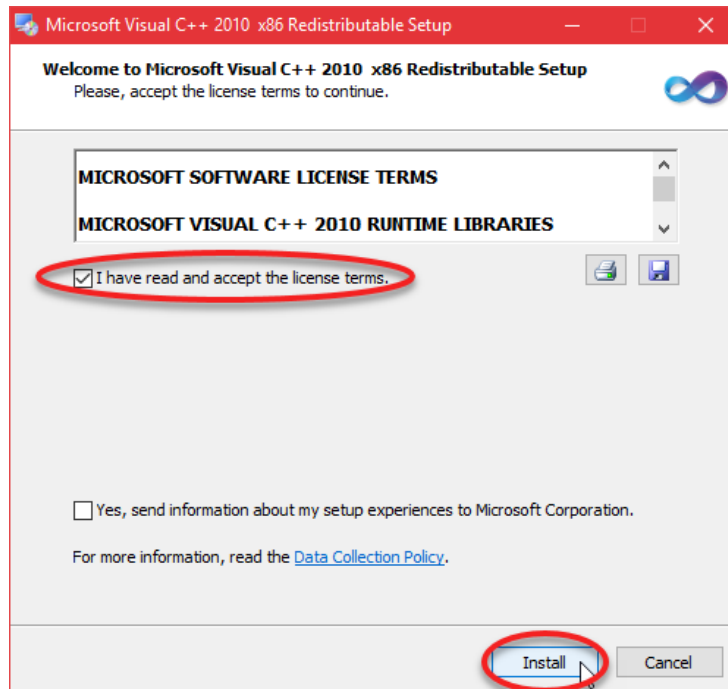 Microsoft Visual C++ 2010 x86 Redistributable Setup
Welcome to Microsoft Visual C++ 2010 x86 Redistributable Setup
Please, accept the license terms to continue.
MICROSOFT SOFTWARE LICENSE TERMS
MICROSOFT VISUAL C++ 2010 RUNTIME LIBRARIES
I have read and accept the license terms.
Yes, send information about my setup experiences to Microsoft Corporation.
For more information, read the Data Collection Policy.
Install Cancel